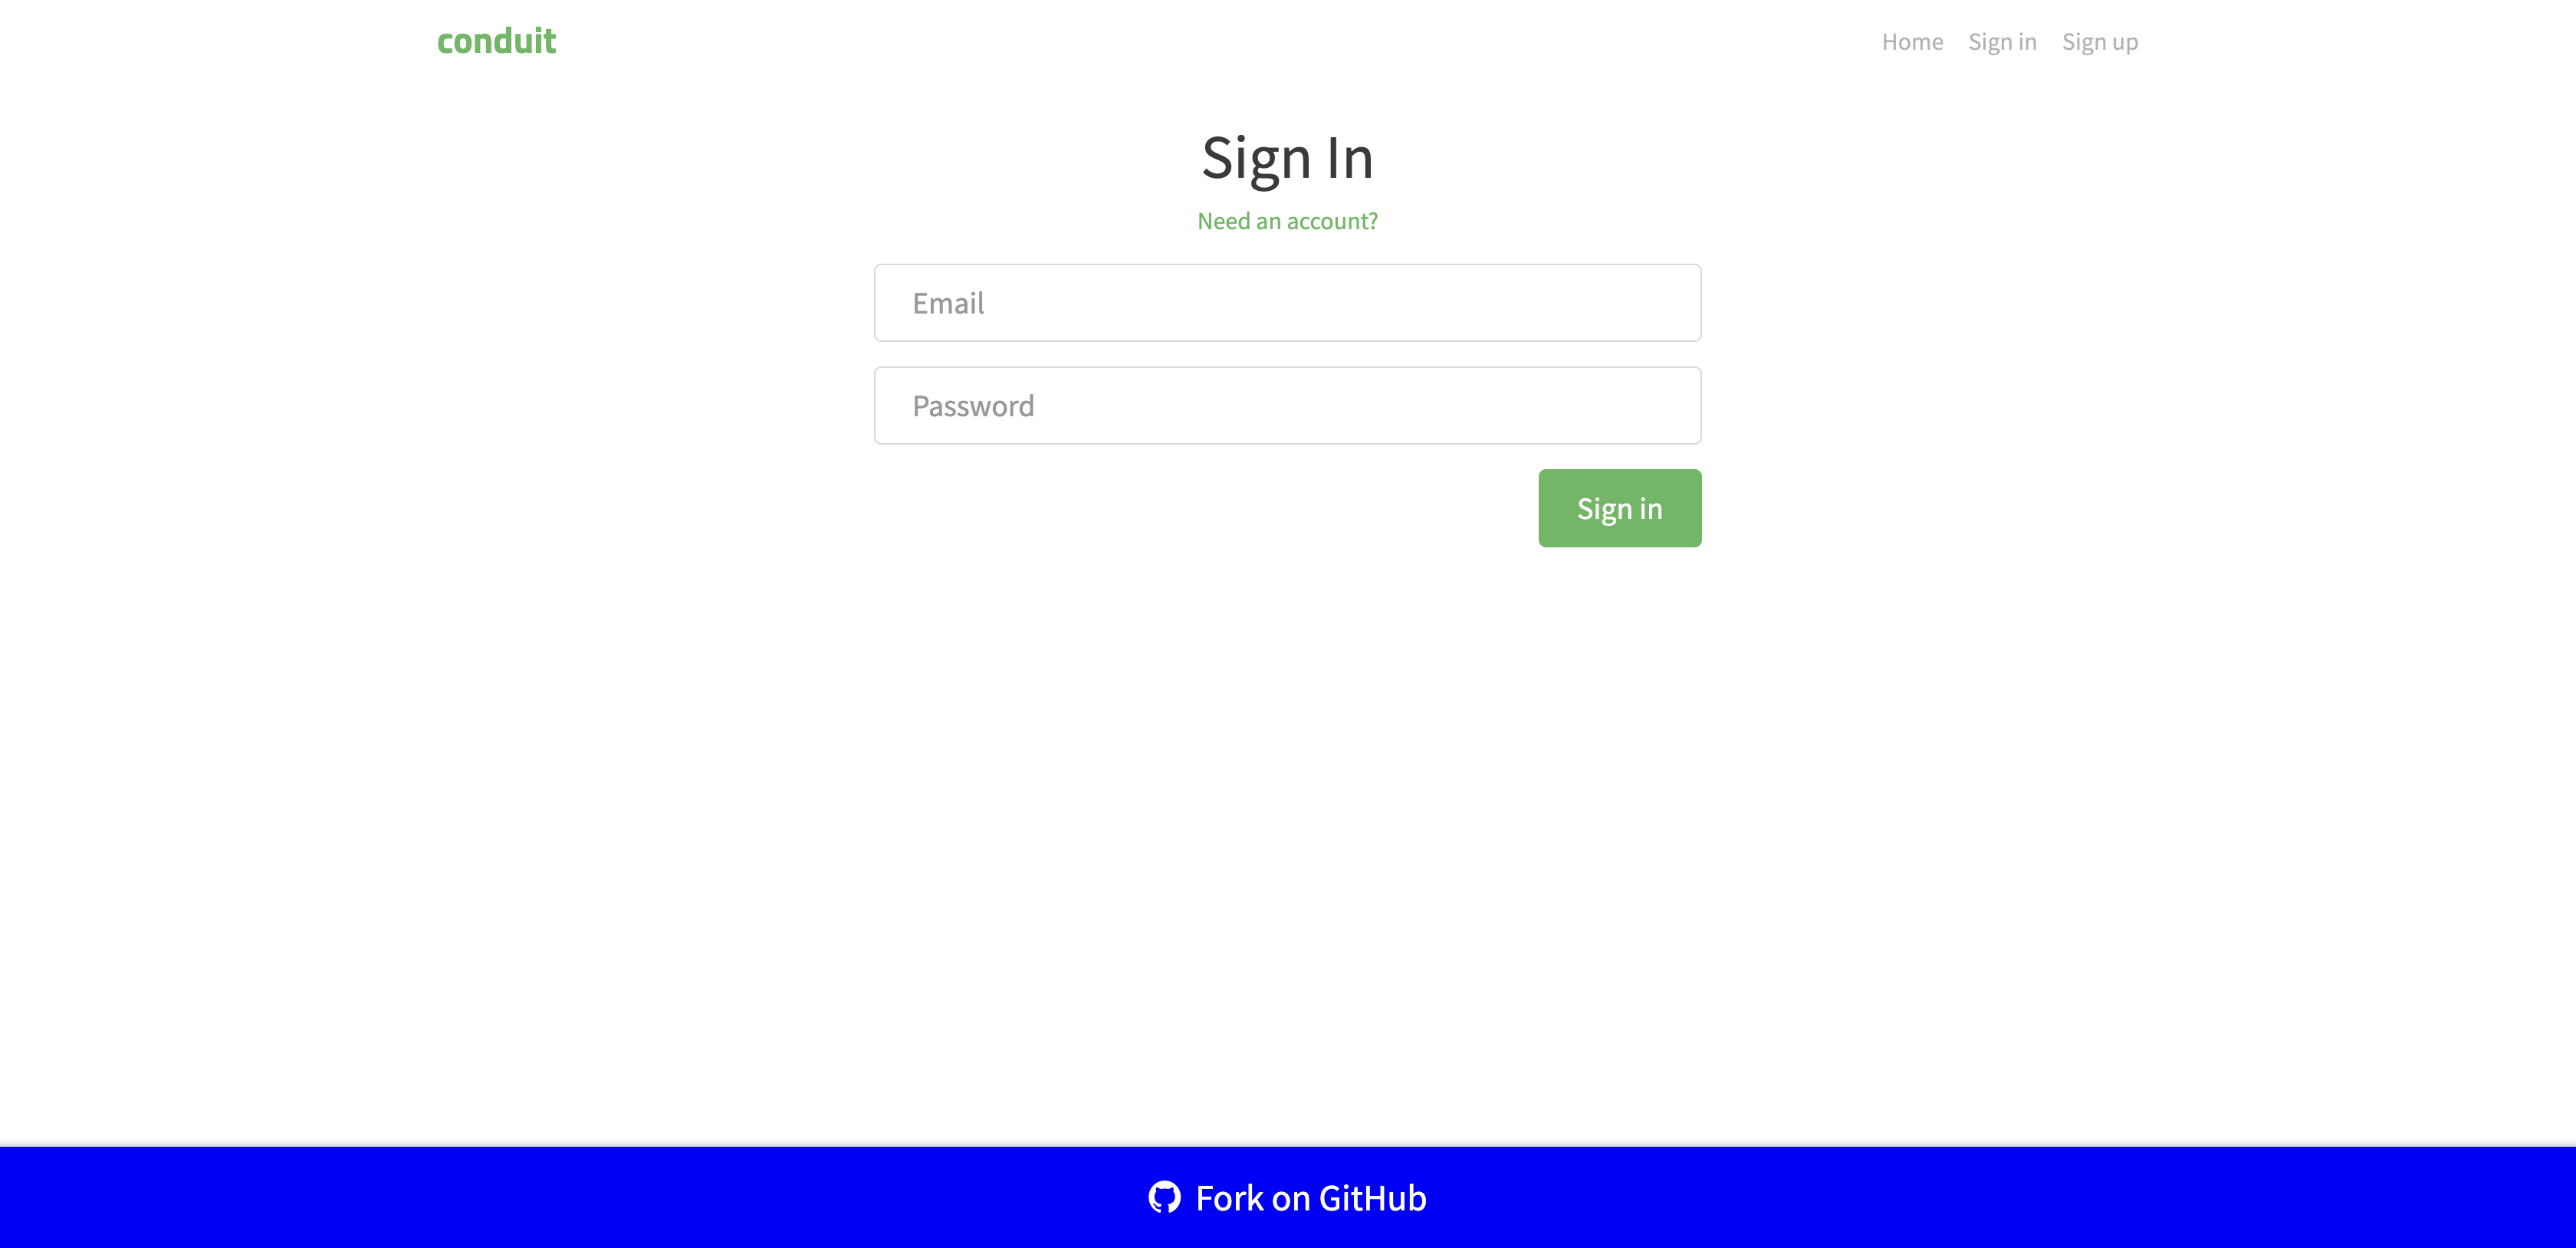 conduit
Home Sign in Sign up
Sign In
Need an account?
Email
Password
Sign in
Fork on GitHub